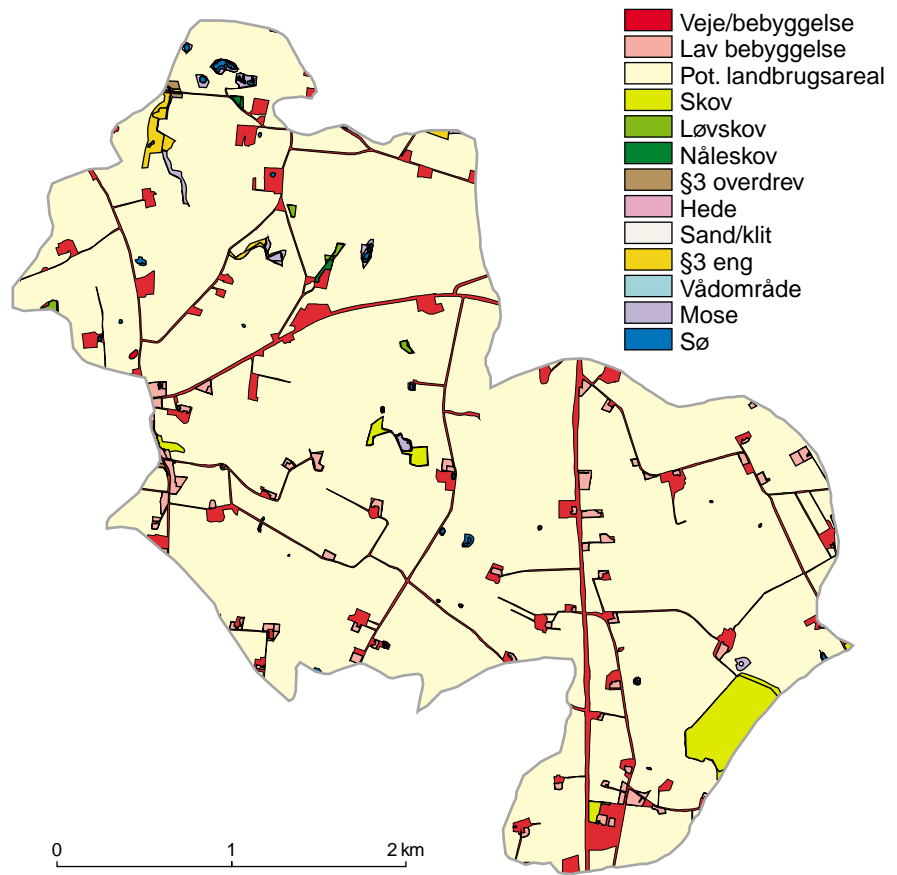 Veje/bebyggelse
Lav bebyggelse
Pot. landbrugsareal
Skov
Løvskov
Nåleskov
§3 overdrev
Hede
Sand/klit
§3 eng
Vådområde
Mose
Sø
0 1 2 km